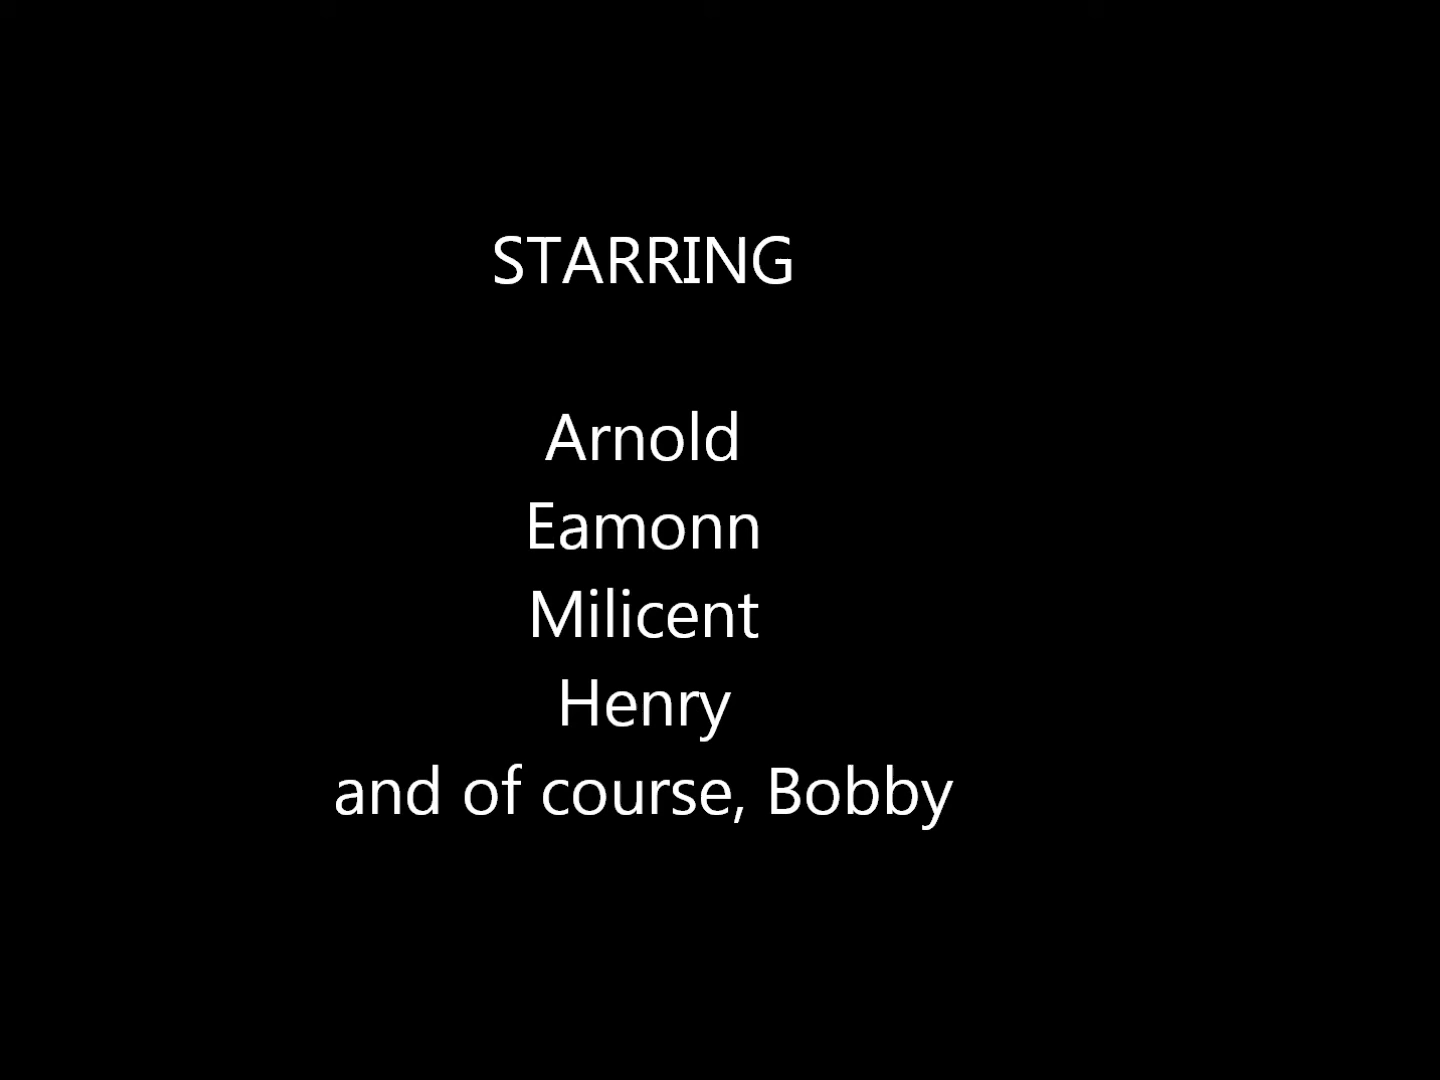 STARRING
Arnold
Eamonn
Milicent
Henry
and of course, Bobby